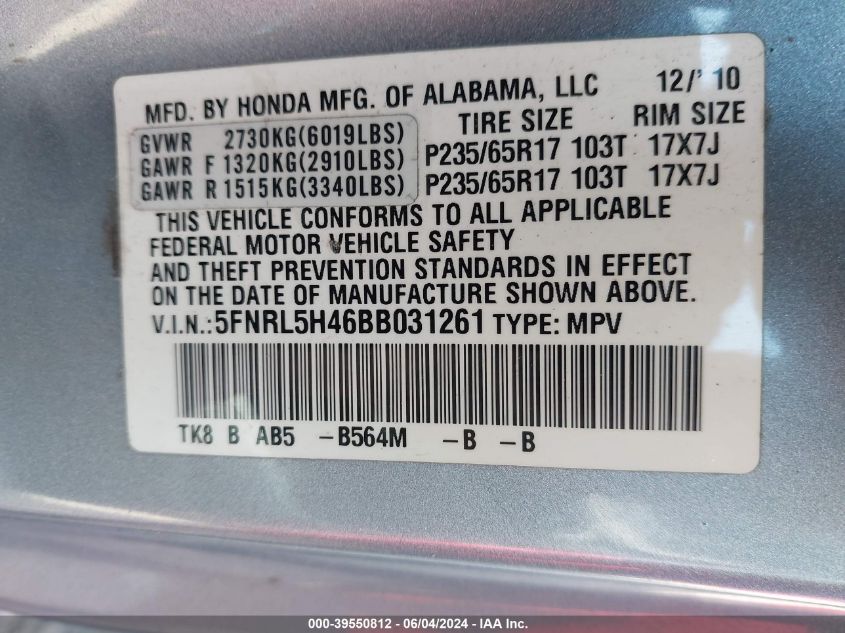 MFD. BY HONDA MFG. OF ALABAMA, LLC 12/'10
GVWR 2730KG(6019LBS) TIRE SIZE RIM SIZE
GAWR F 1320KG(2910LBS) P235/65R17 103T 17X7J
GAWR R 1515KG(3340LBS) P235/65R17 103T 17X7J
THIS VEHICLE CONFORMS TO ALL APPLICABLE
FEDERAL MOTOR VEHICLE SAFETY
AND THEFT PREVENTION STANDARDS IN EFFECT
ON THE DATE OF MANUFACTURE SHOWN ABOVE.
V.I.N.:5FNRL5H46BB031261 TYPE: MPV
TK8 B AB5 -B564M -B -B
000-39550812 - 06/04/2024 - IAA Inc.